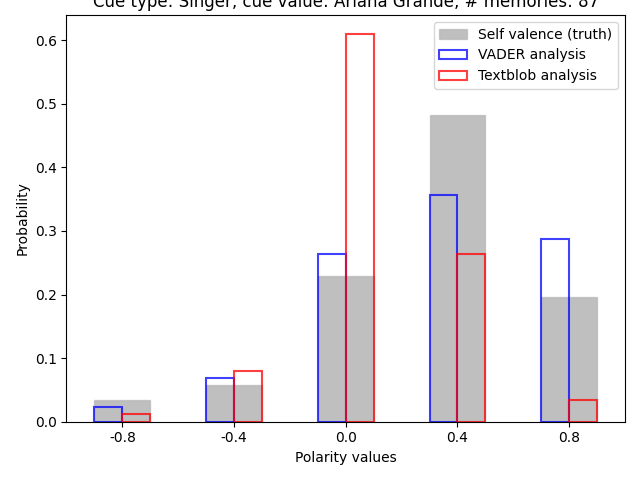 Cue type: Singer, cue value: Ariana Grande, # memories: 87
Self valence (truth)
VADER analysis
Textblob analysis
Probability
0.6
0.5
0.4
0.3
0.2
0.1
0.0
-0.8 -0.4 0.0 0.4 0.8
Polarity values